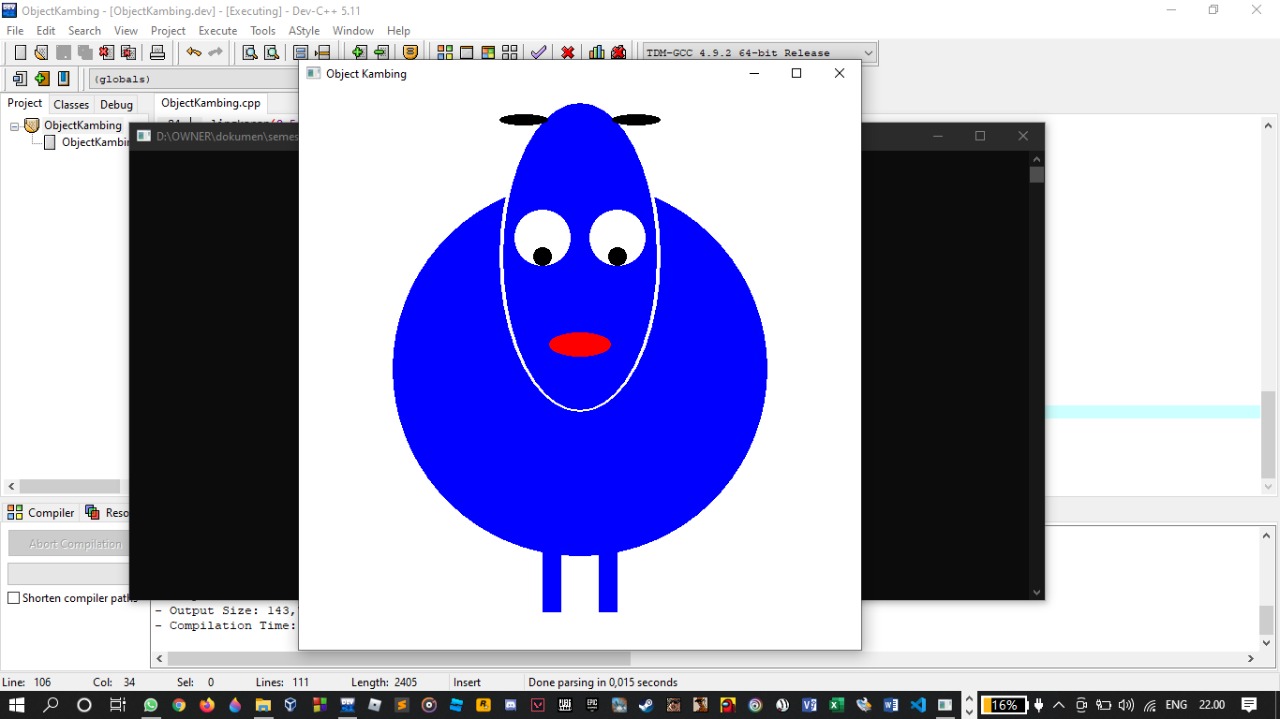 ObjectKambing - [ObjectKambing.dev] - [Executing] - Dev-C++ 5.11
File Edit Search View Project Execute Tools AStyle Window Help
TDM-GCC 4.9.2 64-bit Release
(globals)
Object Kambing
Project Classes Debug
ObjectKambing.cpp
ObjectKambing
D:\OWNER\dokumen\semes
ObjectKambin
Compiler
Reso
Abort Compilation
Shorten compiler paths
- Output Size: 143,
- Compilation Time:
Line: 106 Col: 34 Sel: 0 Lines: 111 Length: 2405 Insert Done parsing in 0,015 seconds
16% ENG 22.00